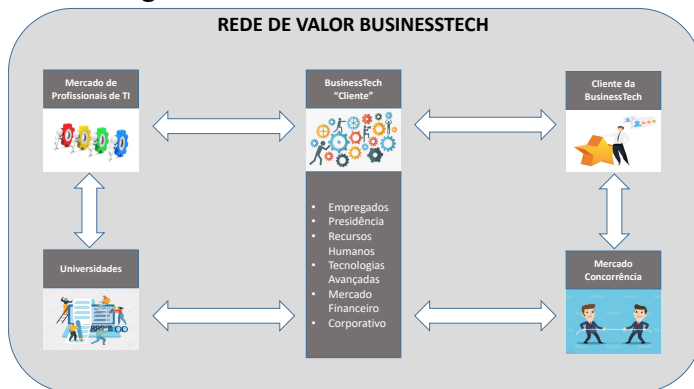 REDE DE VALOR BUSINESSTECH
Mercado de
Profissionais de TI
BusinessTech
"Cliente"
Cliente da
BusinessTech
• Empregados
• Presidência
• Recursos
Humanos
• Tecnologias
Avançadas
• Mercado
Financeiro
• Corporativo
Universidades
Mercado
Concorrência